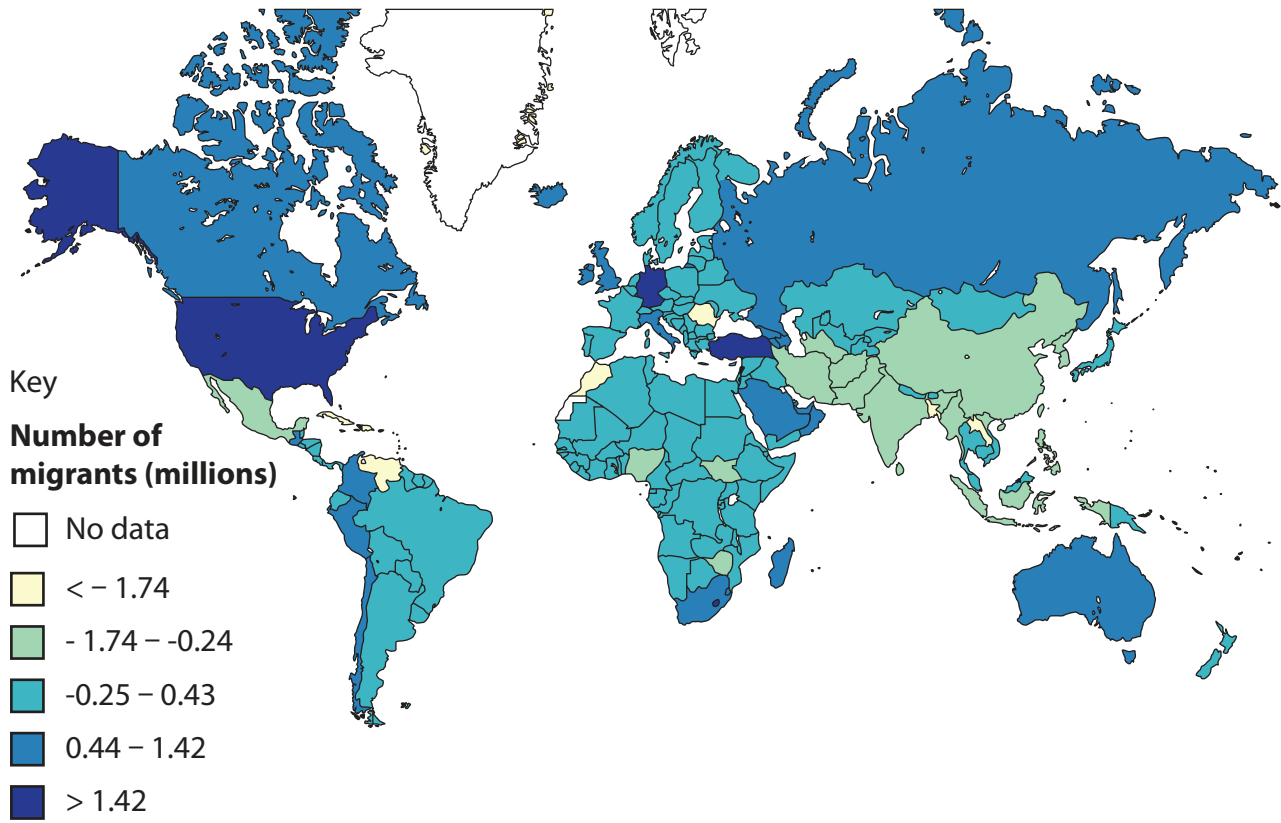 Key
Number of
migrants (millions)
No data
< – 1.74
- 1.74 – -0.24
-0.25 – 0.43
0.44 – 1.42
> 1.42